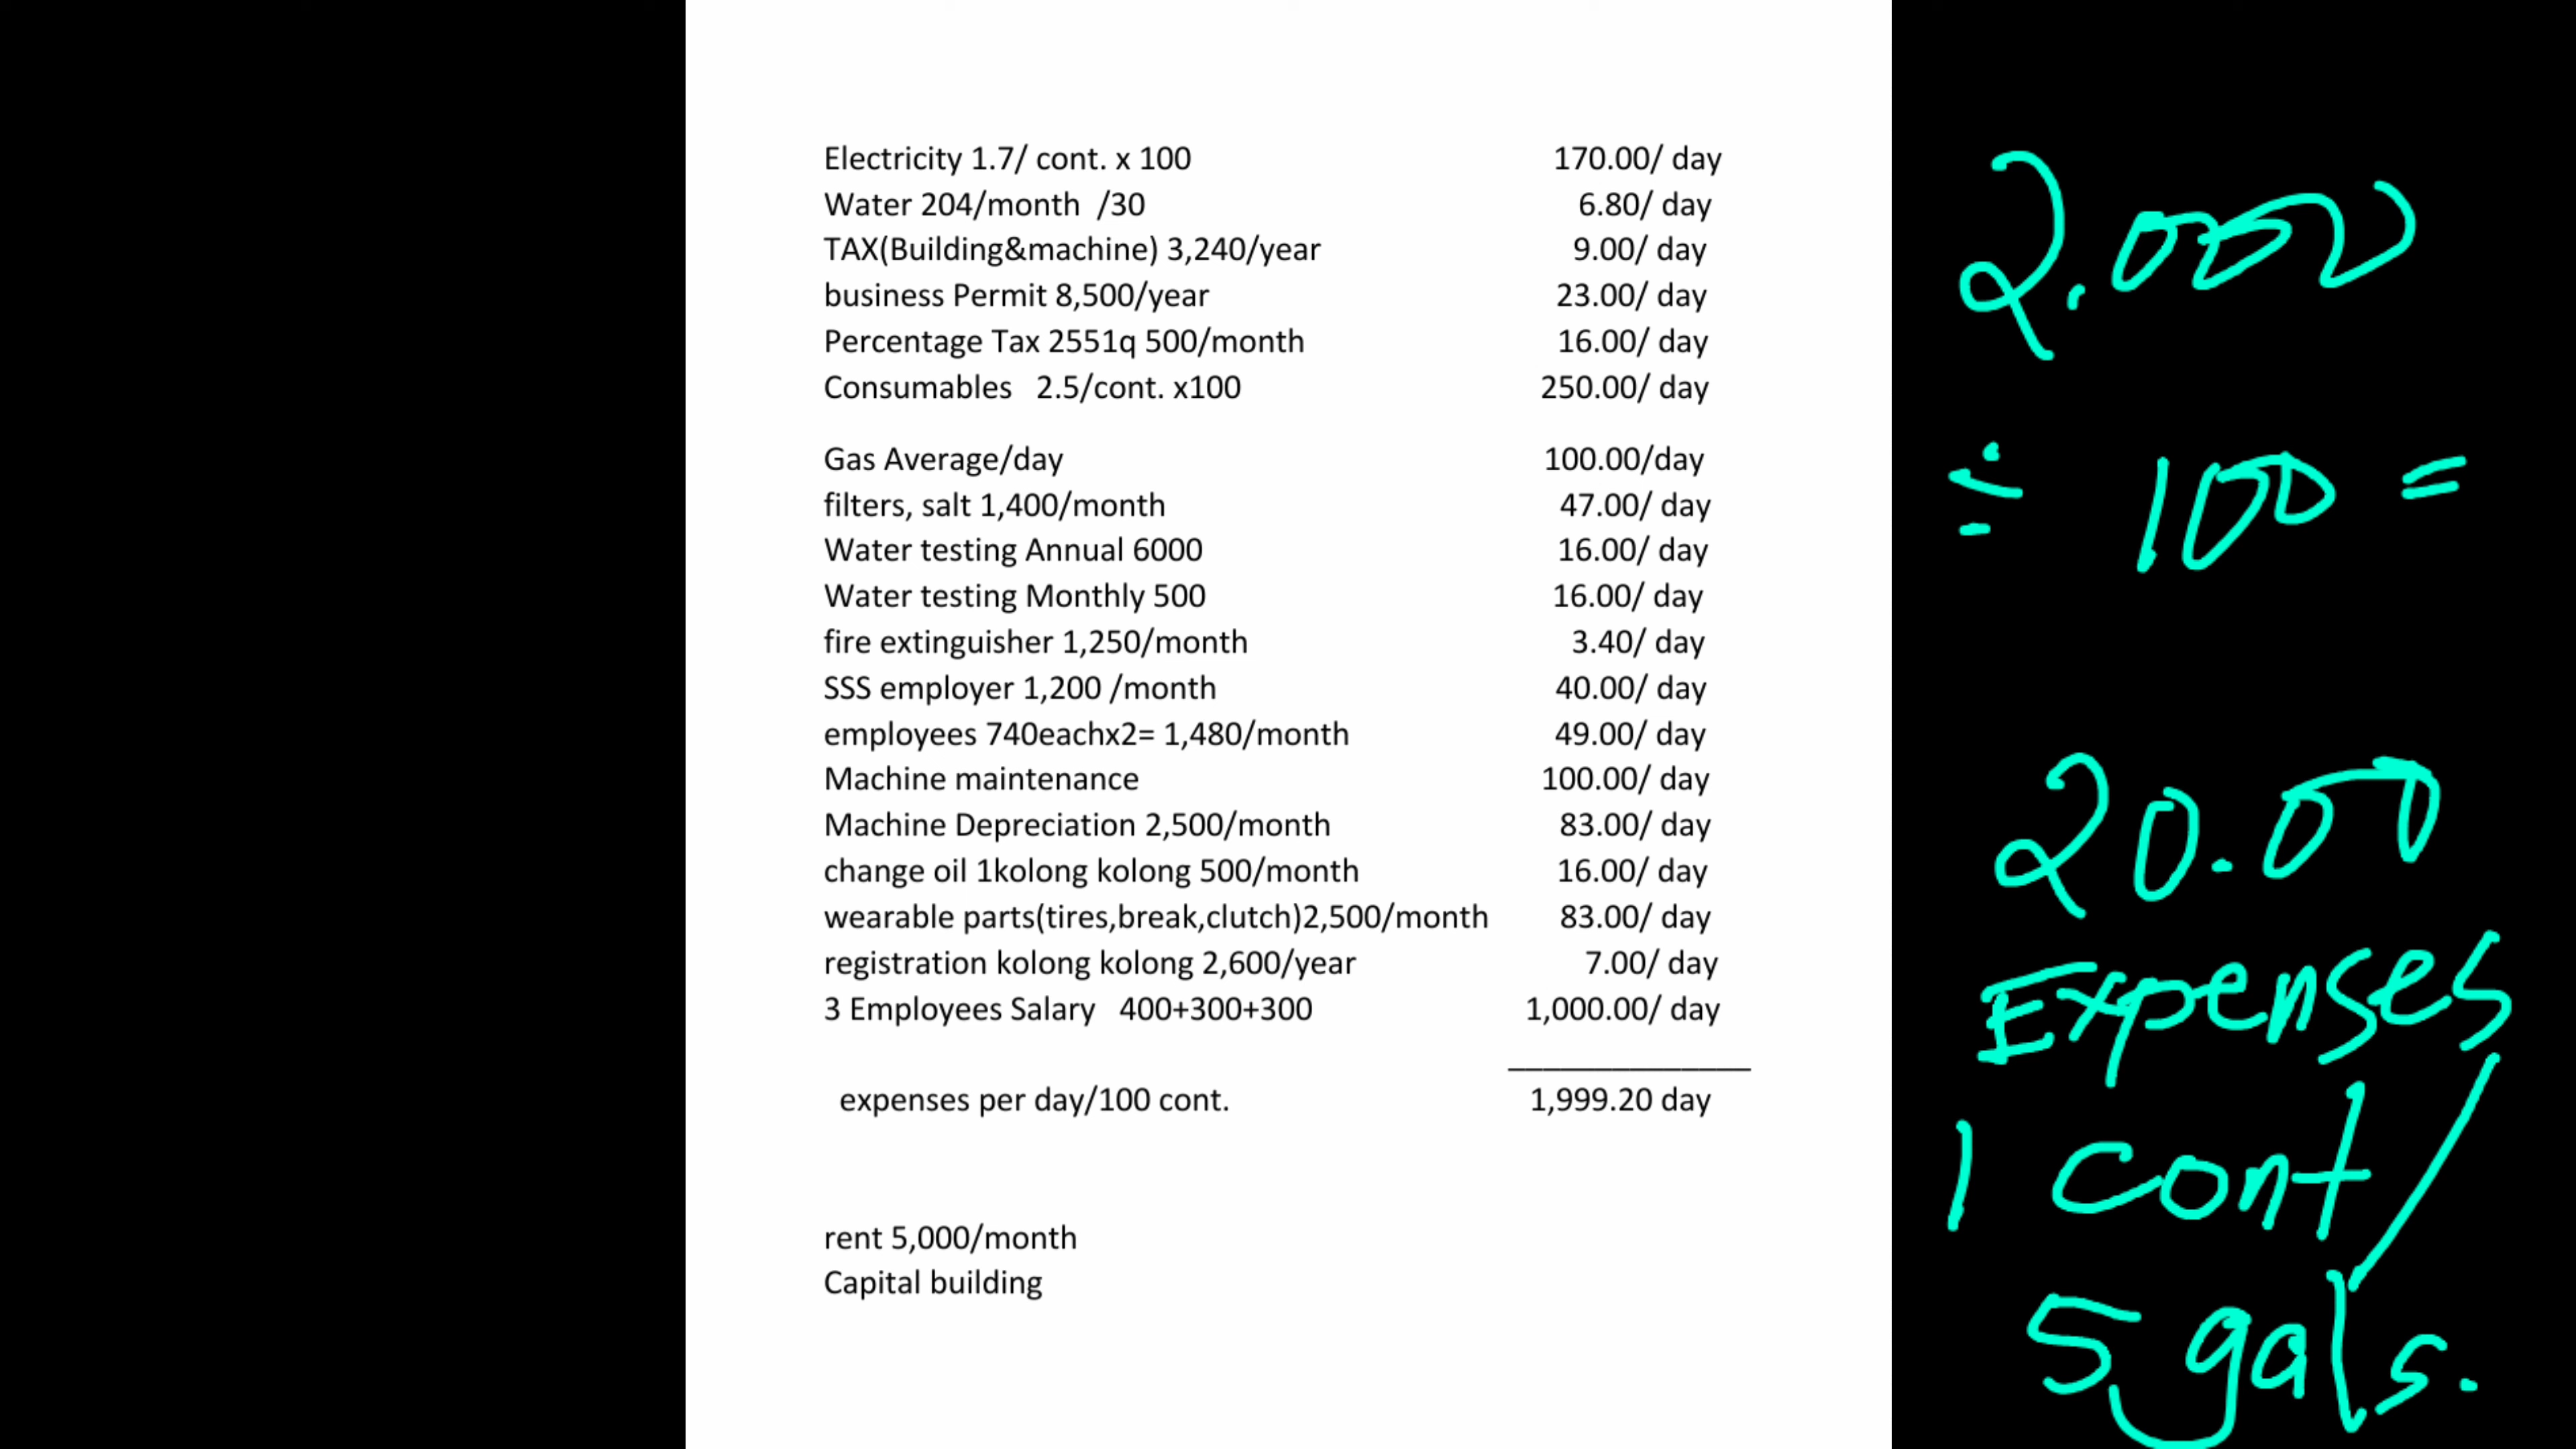 Electricity 1.7/ cont. x 100 170.00/ day
Water 204/month /30 6.80/ day
TAX(Building&machine) 3,240/year 9.00/ day
business Permit 8,500/year 23.00/ day
Percentage Tax 2551q 500/month 16.00/ day
Consumables 2.5/cont. x100 250.00/ day
Gas Average/day 100.00/day
filters, salt 1,400/month 47.00/ day
Water testing Annual 6000 16.00/ day
Water testing Monthly 500 16.00/ day
fire extinguisher 1,250/month 3.40/ day
SSS employer 1,200 /month 40.00/ day
employees 740eachx2= 1,480/month 49.00/ day
Machine maintenance 100.00/ day
Machine Depreciation 2,500/month 83.00/ day
change oil 1kolong kolong 500/month 16.00/ day
wearable parts(tires,break,clutch)2,500/month 83.00/ day
registration kolong kolong 2,600/year 7.00/ day
3 Employees Salary 400+300+300 1,000.00/ day
expenses per day/100 cont. 1,999.20 day
rent 5,000/month
Capital building
2,000
÷ 100 =
20.00
Expenses
1 cont/
5 gals.